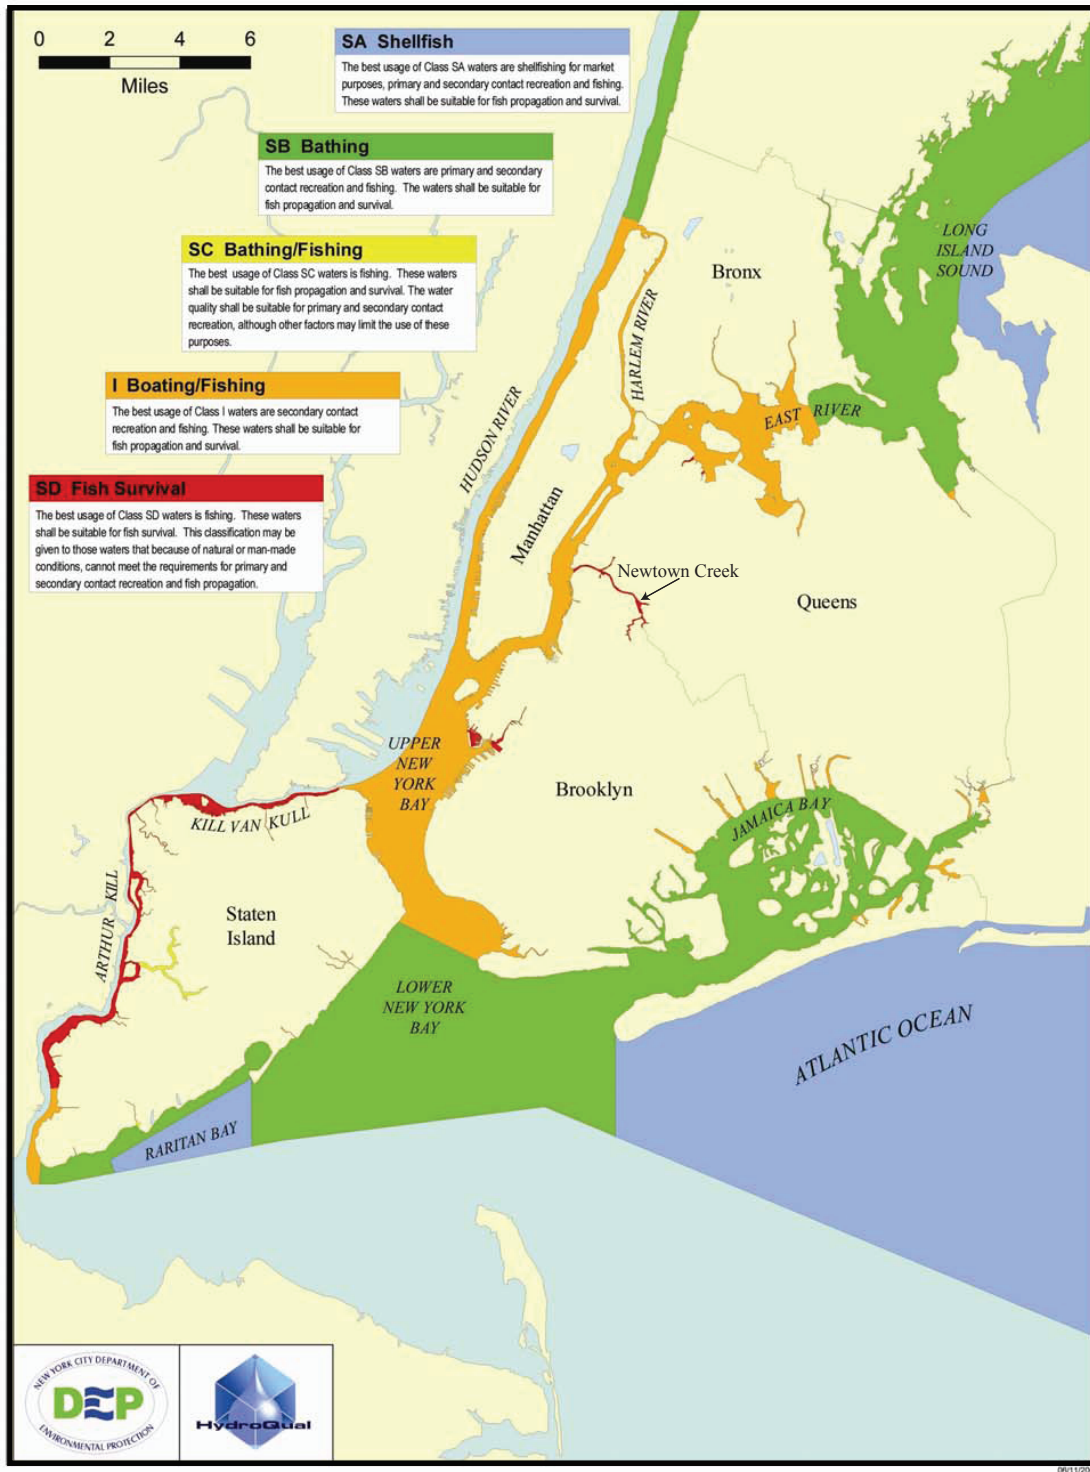 0 2 4 6
Miles
SA Shellfish
The best usage of Class SA waters are shellfishing for market
purposes, primary and secondary contact recreation and fishing.
These waters shall be suitable for fish propagation and survival.
SB Bathing
The best usage of Class SB waters are primary and secondary
contact recreation and fishing. The waters shall be suitable for
fish propagation and survival.
SC Bathing/Fishing
The best usage of Class SC waters is fishing. These waters
shall be suitable for fish propagation and survival. The water
quality shall be suitable for primary and secondary contact
recreation, although other factors may limit the use of these
purposes.
I Boating/Fishing
The best usage of Class I waters are secondary contact
recreation and fishing. These waters shall be suitable for
fish propagation and survival.
SD Fish Survival
The best usage of Class SD waters is fishing. These waters
shall be suitable for fish survival. This classification may be
given to those waters that because of natural or man-made
conditions, cannot meet the requirements for primary and
secondary contact recreation and fish propagation.
LONG
ISLAND
SOUND
Bronx
HARLEM RIVER
HUDSON RIVER
EAST RIVER
Manhattan
Newtown Creek
Queens
UPPER
NEW
YORK
BAY
Brooklyn
JAMAICA BAY
KILL VAN KULL
ARTHUR KILL
Staten
Island
LOWER
NEW YORK
BAY
ATLANTIC OCEAN
RARITAN BAY
NEW YORK CITY DEPARTMENT OF
DEP
ENVIRONMENTAL PROTECTION
HydroQual